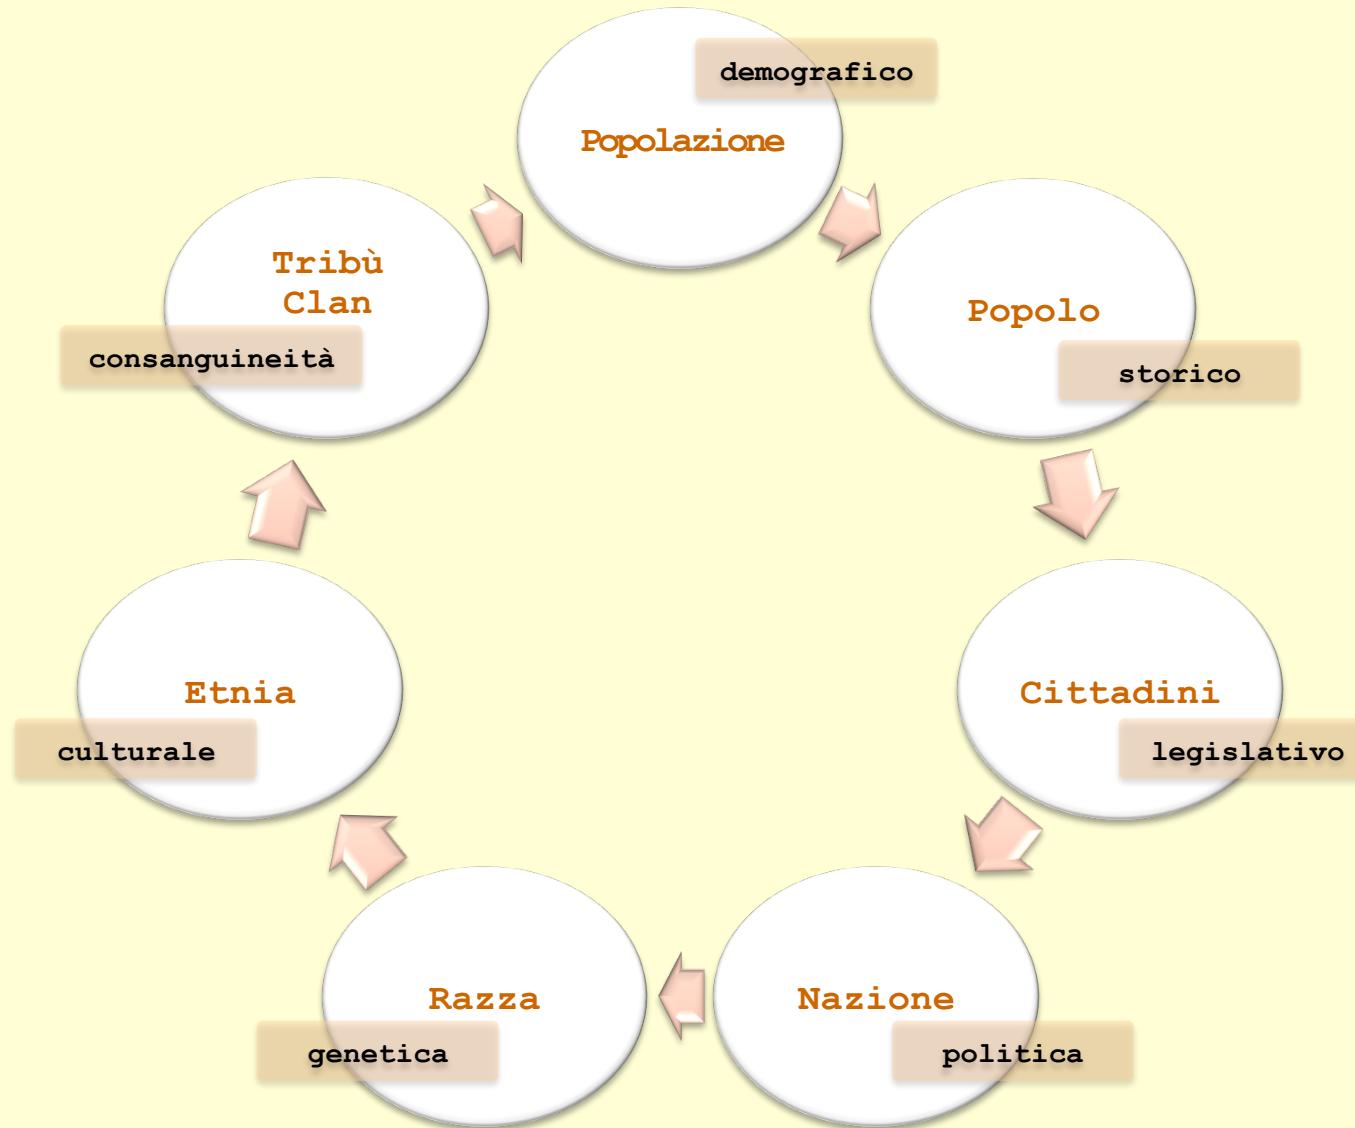 demografico
Popolazione
Popolo
storico
Cittadini
legislativo
Nazione
politica
Razza
genetica
Etnia
culturale
Tribù
Clan
consanguineità